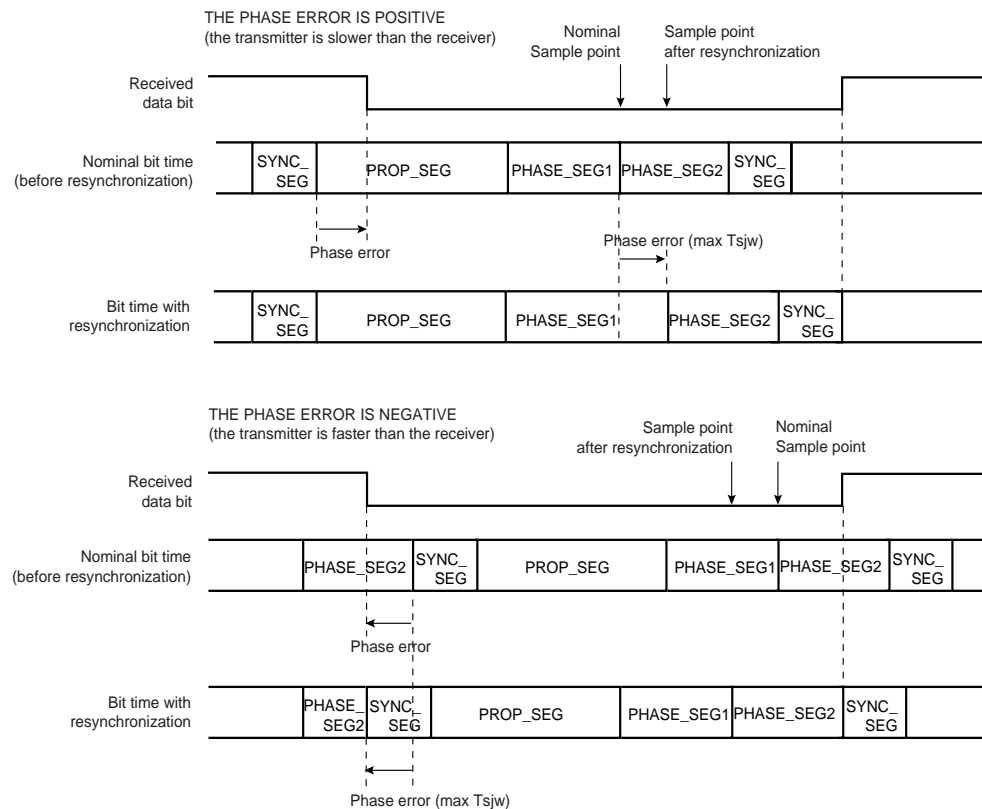 THE PHASE ERROR IS POSITIVE
(the transmitter is slower than the receiver)
Nominal
Sample point
Sample point
after resynchronization
Received
data bit
Nominal bit time
(before resynchronization)
SYNC_
SEG
PROP_SEG
PHASE_SEG1
PHASE_SEG2
SYNC_
SEG
Phase error
Phase error (max Tsjw)
Bit time with
resynchronization
SYNC_
SEG
PROP_SEG
PHASE_SEG1
PHASE_SEG2
SYNC_
SEG
THE PHASE ERROR IS NEGATIVE
(the transmitter is faster than the receiver)
Sample point
after resynchronization
Nominal
Sample point
Received
data bit
Nominal bit time
(before resynchronization)
PHASE_SEG2
SYNC_
SEG
PROP_SEG
PHASE_SEG1
PHASE_SEG2
SYNC_
SEG
Phase error
Bit time with
resynchronization
PHASE_
SEG2
SYNC_
SEG
PROP_SEG
PHASE_SEG1
PHASE_SEG2
SYNC_
SEG
Phase error (max Tsjw)